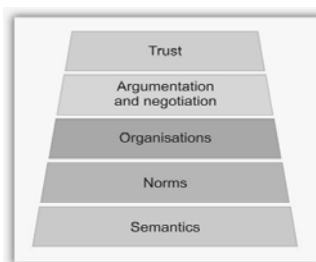 Trust
Argumentation
and negotiation
Organisations
Norms
Semantics